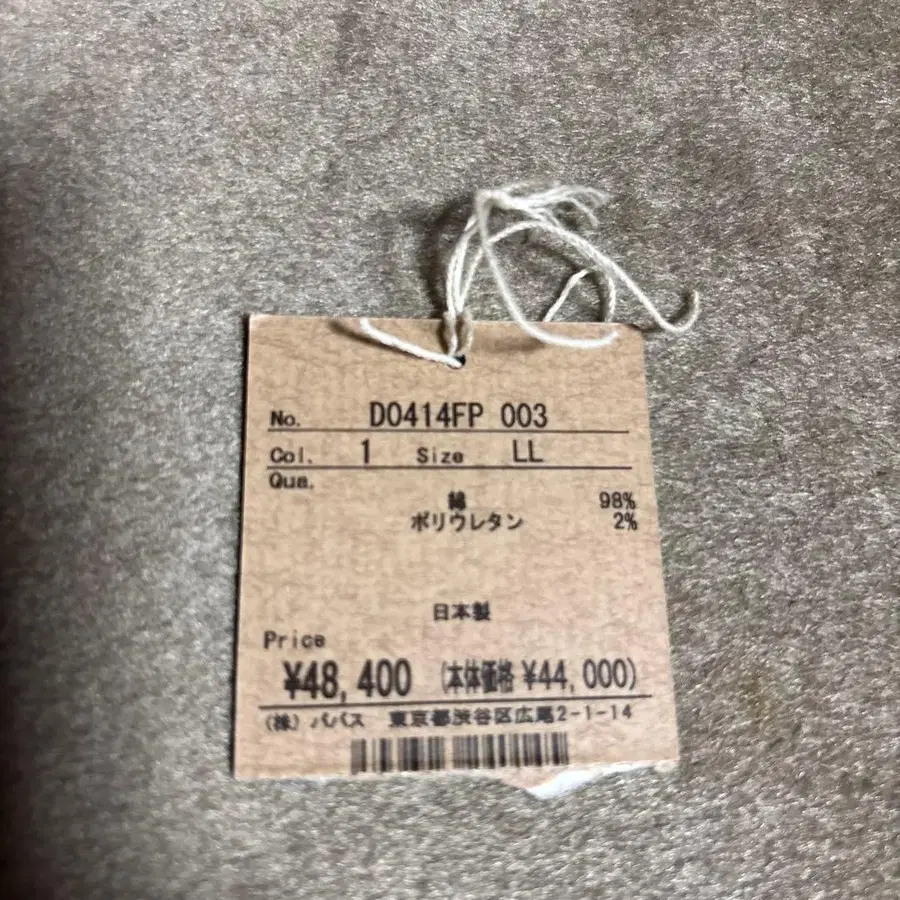 No. D0414FP 003
Col. 1 Size LL
Qua.
綿 98%
ポリウレタン 2%
日本製
Price
¥48,400 (本体価格 ¥44,000)
(株) パパス 東京都渋谷区広尾2-1-14